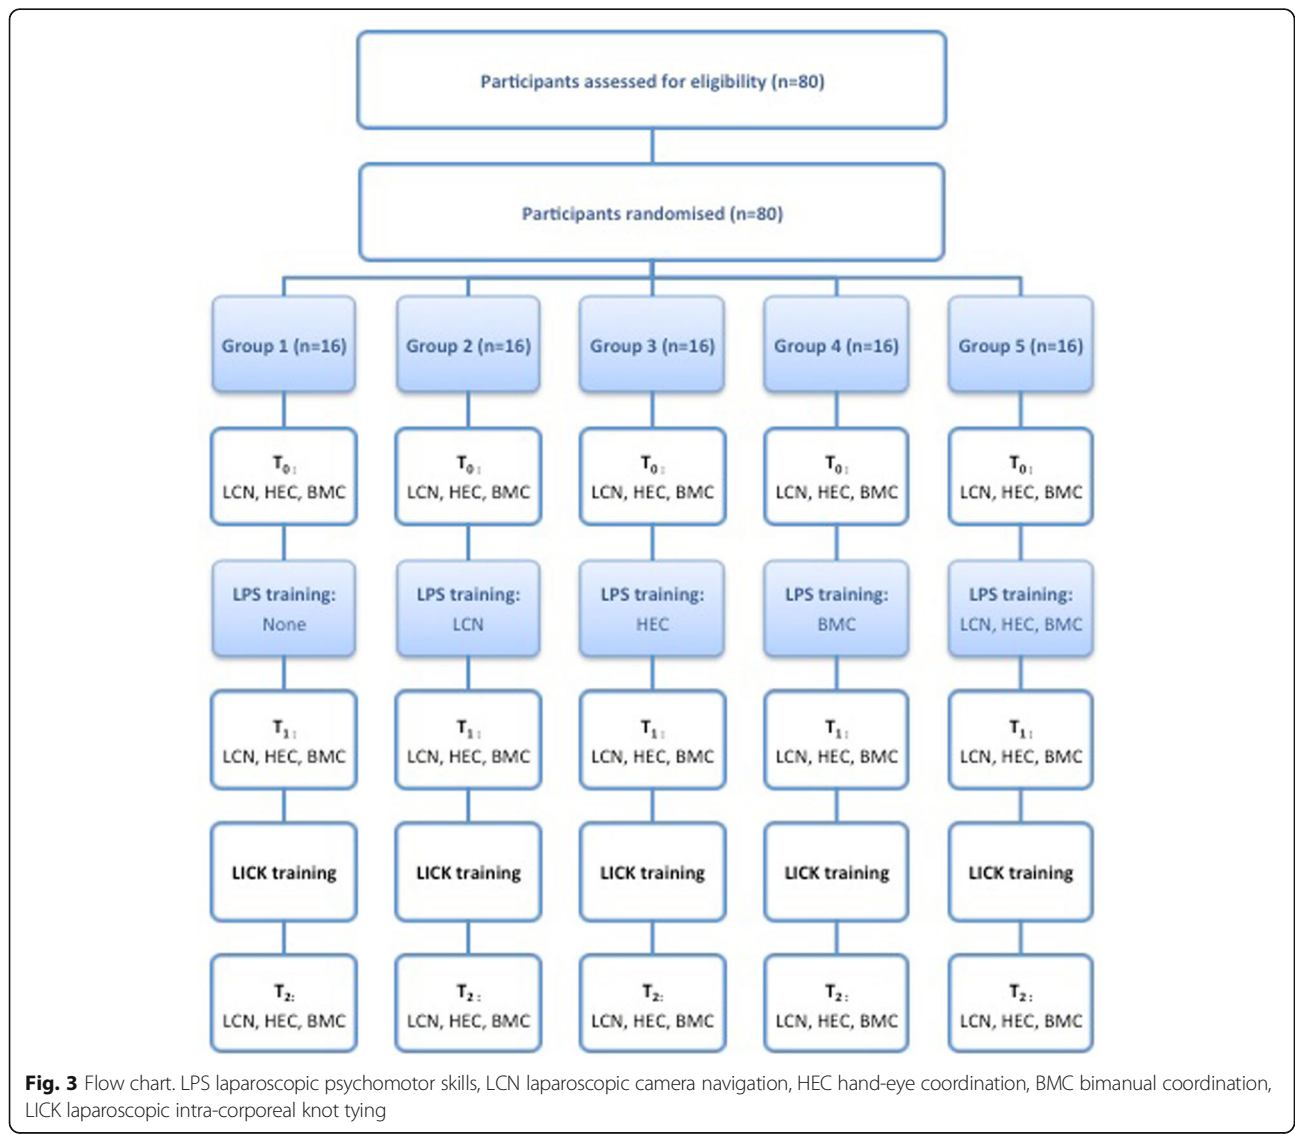 Participants assessed for eligibility (n=80)
Participants randomised (n=80)
Group 1 (n=16)
Group 2 (n=16)
Group 3 (n=16)
Group 4 (n=16)
Group 5 (n=16)
T0:
LCN, HEC, BMC
T0:
LCN, HEC, BMC
T0:
LCN, HEC, BMC
T0:
LCN, HEC, BMC
T0:
LCN, HEC, BMC
LPS training:
None
LPS training:
LCN
LPS training:
HEC
LPS training:
BMC
LPS training:
LCN, HEC, BMC
T1:
LCN, HEC, BMC
T1:
LCN, HEC, BMC
T1:
LCN, HEC, BMC
T1:
LCN, HEC, BMC
T1:
LCN, HEC, BMC
LICK training
LICK training
LICK training
LICK training
LICK training
T2:
LCN, HEC, BMC
T2:
LCN, HEC, BMC
T2:
LCN, HEC, BMC
T2:
LCN, HEC, BMC
T2:
LCN, HEC, BMC
Fig. 3 Flow chart. LPS laparoscopic psychomotor skills, LCN laparoscopic camera navigation, HEC hand-eye coordination, BMC bimanual coordination,
LICK laparoscopic intra-corporeal knot tying